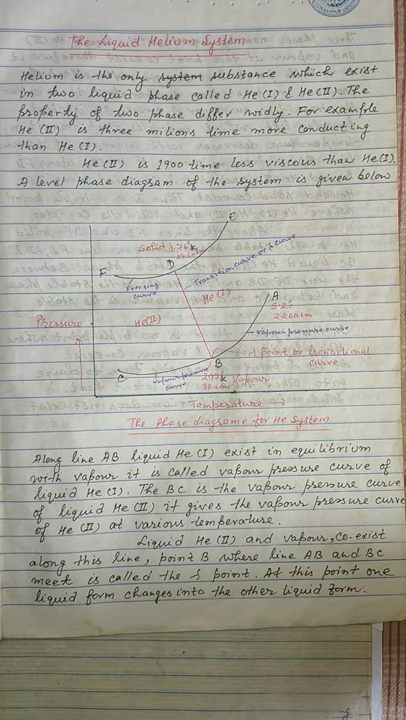 The Liquid Helium System
Helium is the only system substance which exist
in two liquid phase called He(I) & He(II). The
property of two phase differ widly. For example
He (II) is three milions time more conducting
than He(I).
He(II) is 1900 time less viscous than He(I).
A level phase diagram of the system is given below
E
Solid 1.76°k
D
F
Transition curve or λ curve
Freezing
curve
He(I)
A
5.2k
2.26atm
Pressure
He(II)
vapour pressure curve
λ point or transitional
curve
B
C
vapour pressure
curve
2.17k Vapour
Temperature →
The Phase diagrame for He System
Along line AB liquid He (I) exist in equilibrium
with vapour it is called vapour pressure curve of
liquid He (I). The BC is the vapour pressure curve
of liquid He (II) it gives the vapour pressure curve
of He (II) at various temperature.
Liquid He (II) and vapour, co-exist
along this line, point B where line AB and BC
meet is called the λ point. At this point one
liquid form changes into the other liquid form.